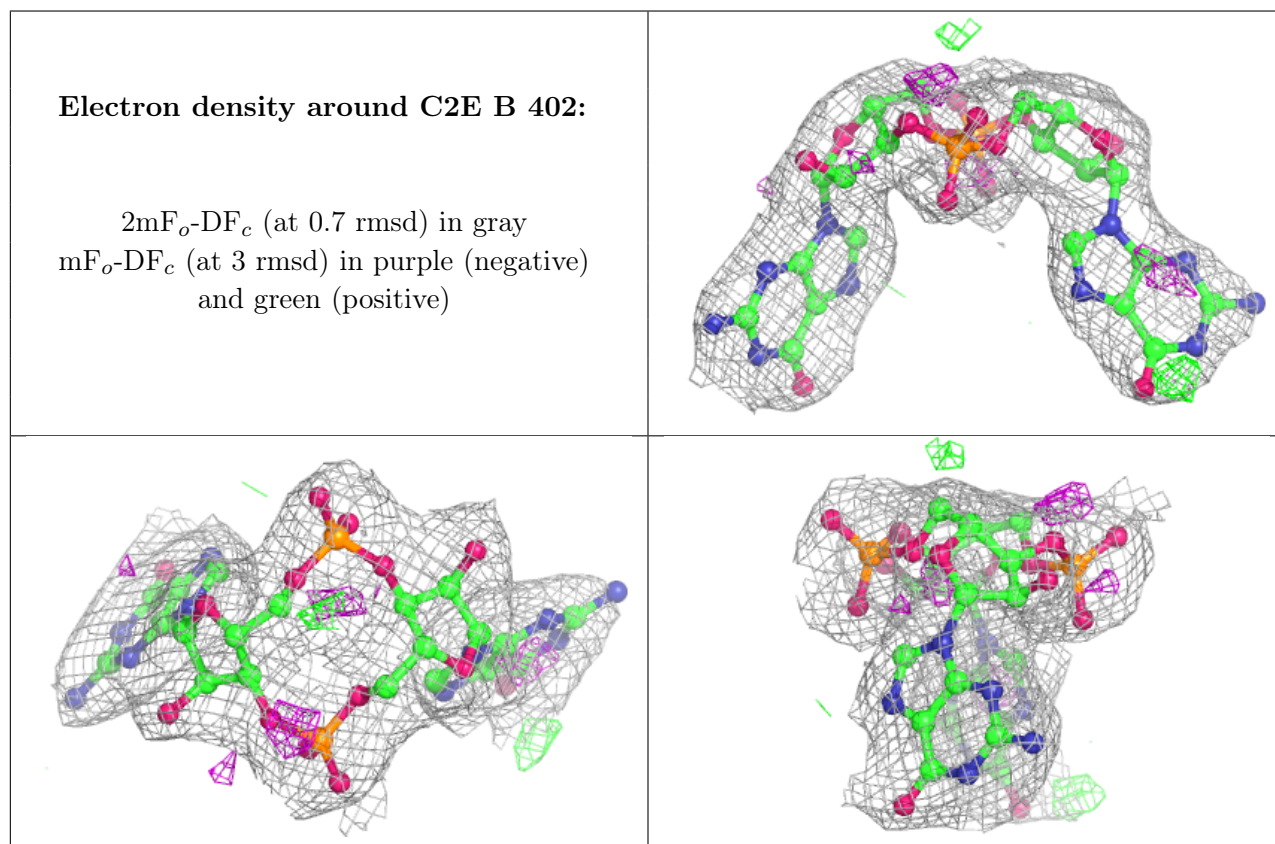 Electron density around C2E B 402:
2mFo-DFc (at 0.7 rmsd) in gray
mFo-DFc (at 3 rmsd) in purple (negative)
and green (positive)